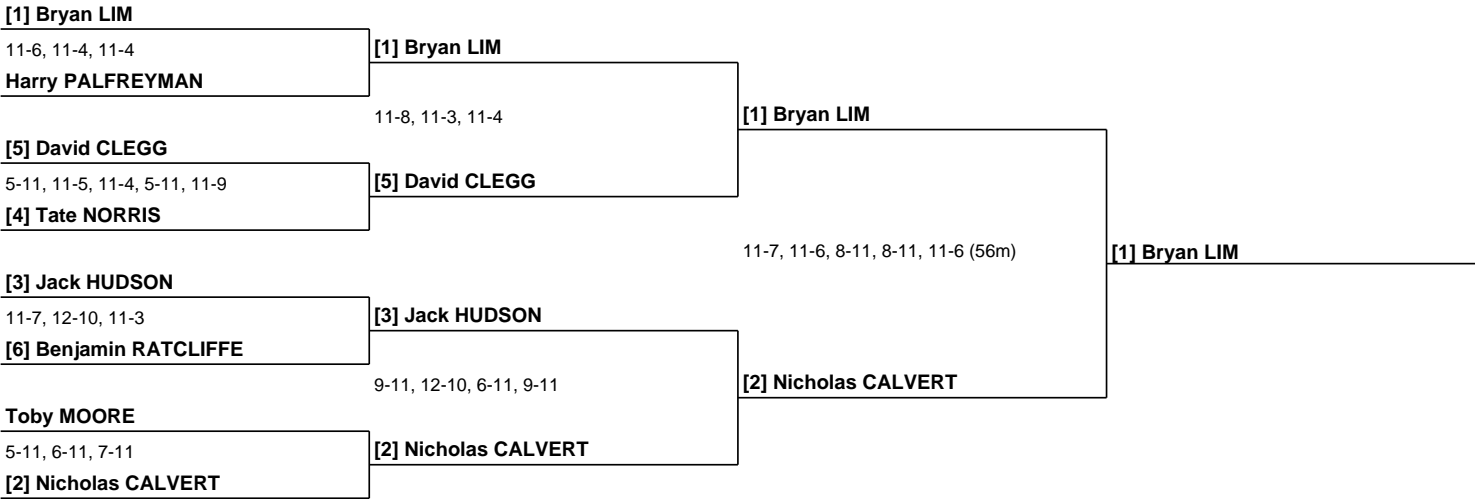 [1] Bryan LIM
11-6, 11-4, 11-4
[1] Bryan LIM
Harry PALFREYMAN
11-8, 11-3, 11-4
[1] Bryan LIM
[5] David CLEGG
5-11, 11-5, 11-4, 5-11, 11-9
[5] David CLEGG
[4] Tate NORRIS
11-7, 11-6, 8-11, 8-11, 11-6 (56m)
[1] Bryan LIM
[3] Jack HUDSON
11-7, 12-10, 11-3
[3] Jack HUDSON
[6] Benjamin RATCLIFFE
9-11, 12-10, 6-11, 9-11
[2] Nicholas CALVERT
Toby MOORE
5-11, 6-11, 7-11
[2] Nicholas CALVERT
[2] Nicholas CALVERT